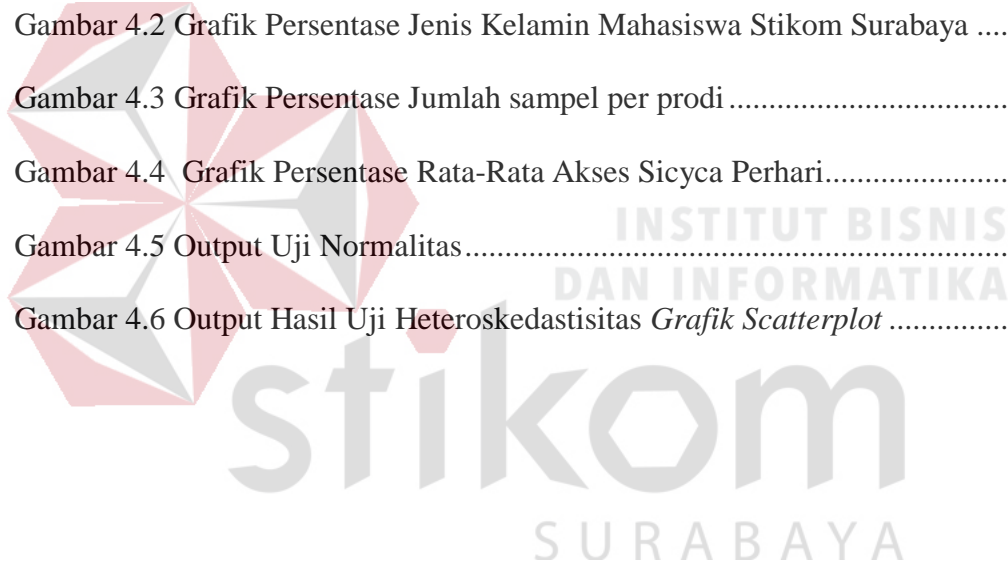 Gambar 4.2 Grafik Persentase Jenis Kelamin Mahasiswa Stikom Surabaya ....
Gambar 4.3 Grafik Persentase Jumlah sampel per prodi ................................
Gambar 4.4 Grafik Persentase Rata-Rata Akses Sicyca Perhari.....................
INSTITUT BISNIS
Gambar 4.5 Output Uji Normalitas...............................................................
DAN INFORMATIKA
Gambar 4.6 Output Hasil Uji Heteroskedastisitas Grafik Scatterplot ..............
stikom
SURABAYA